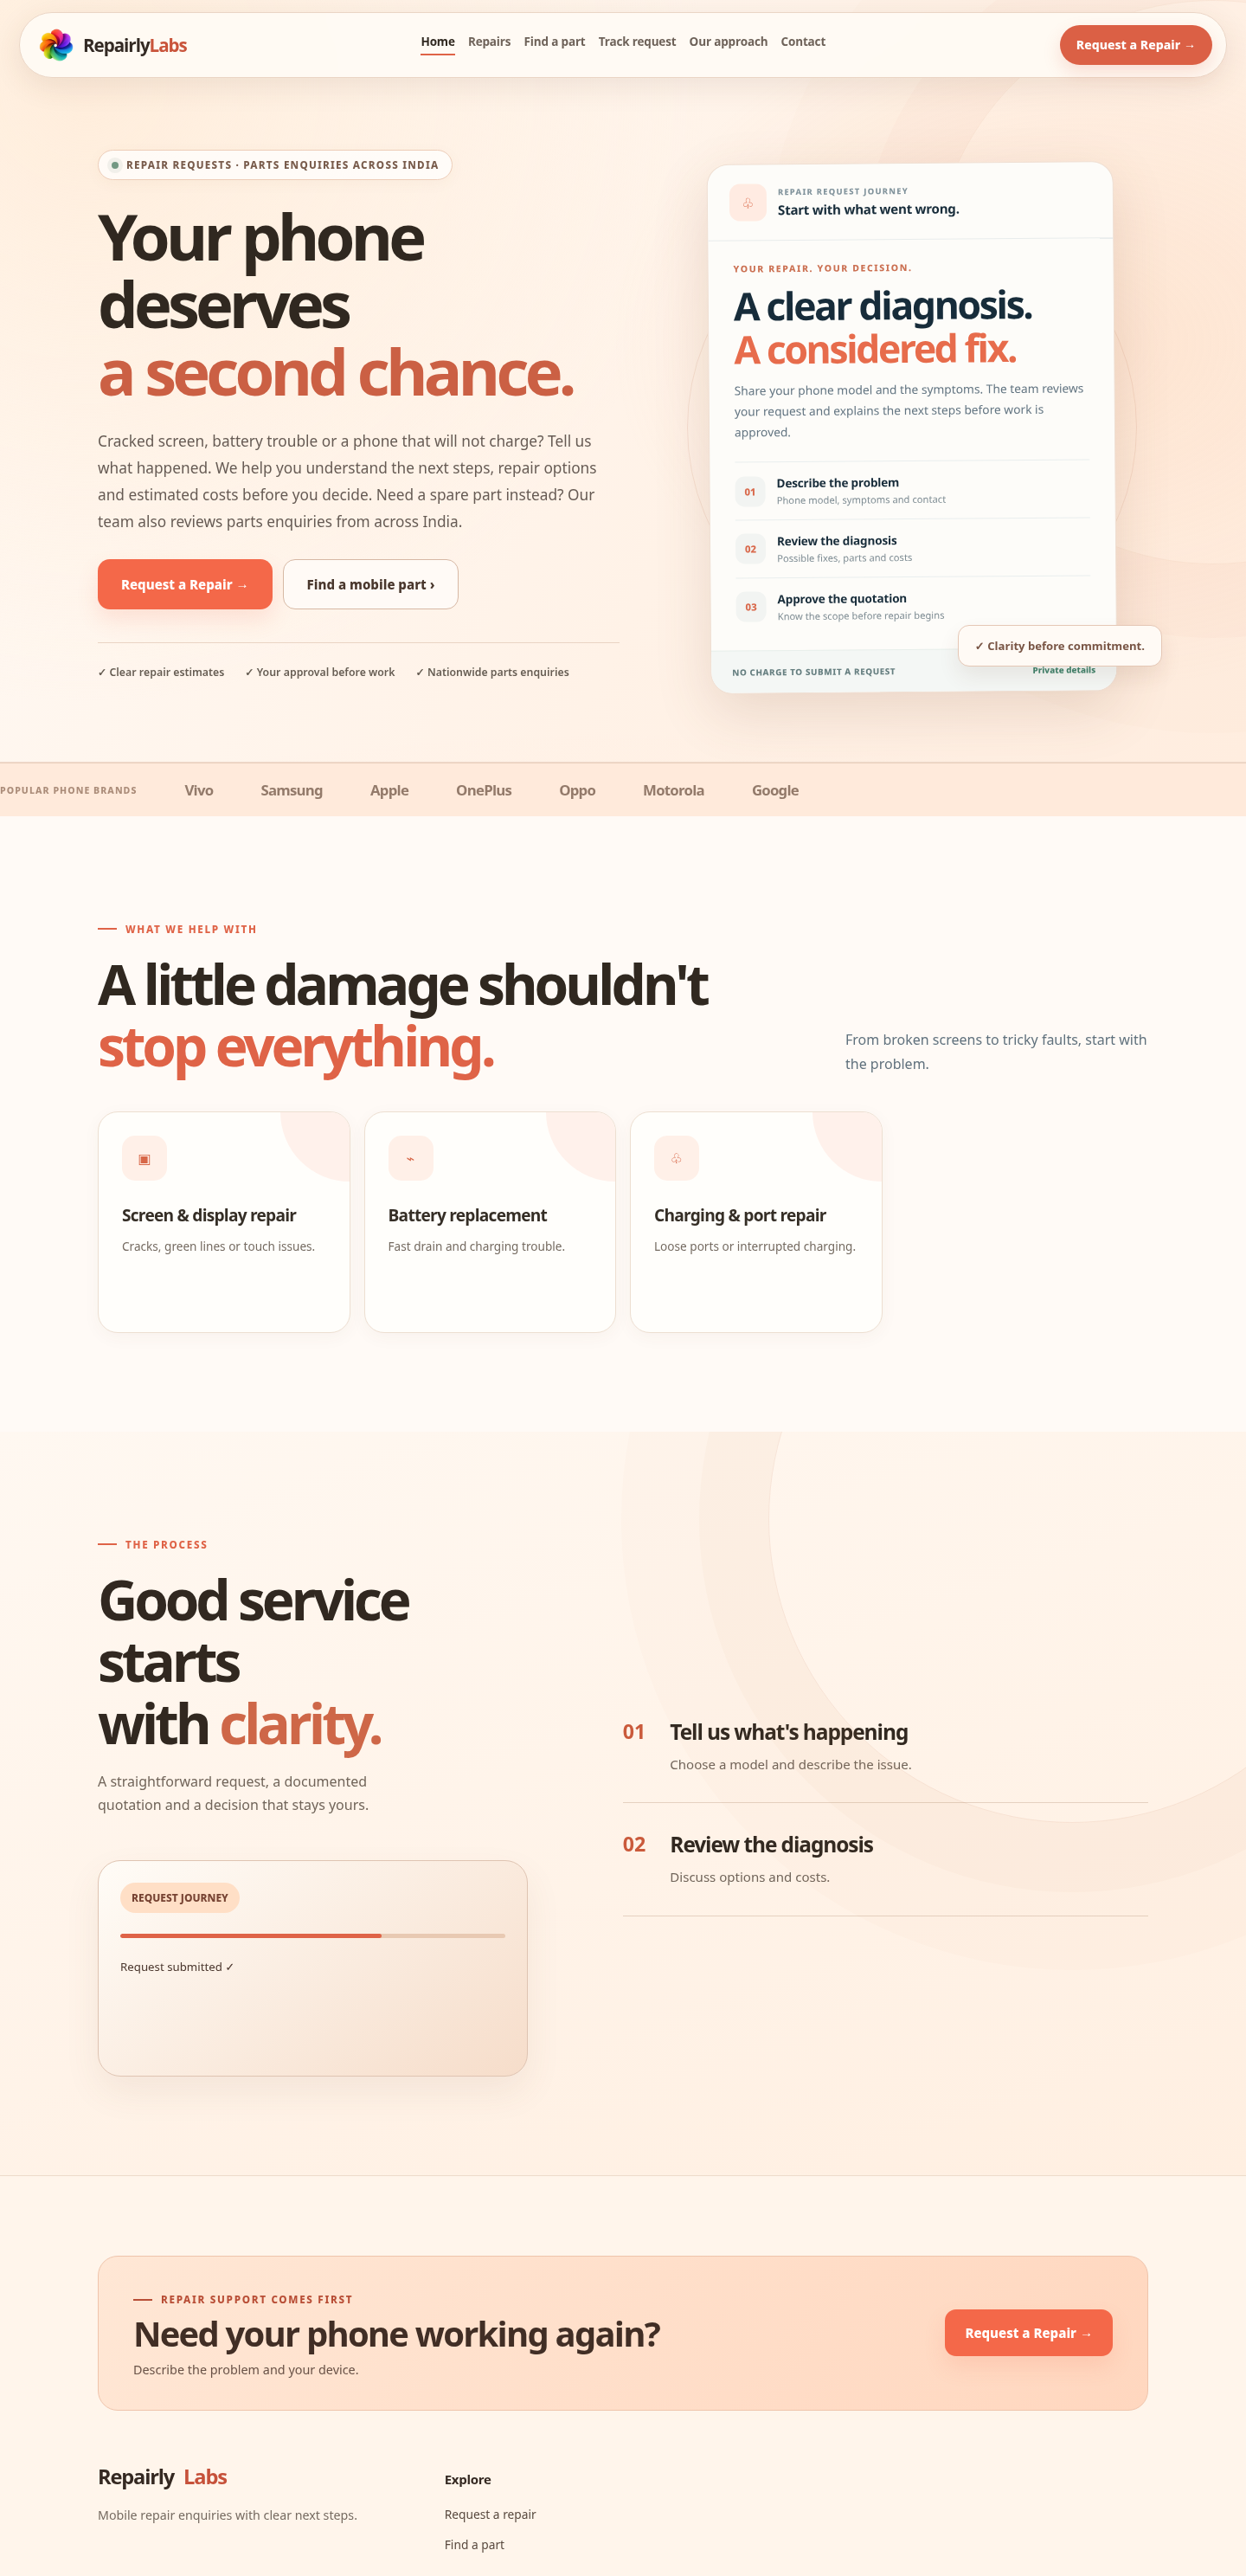 RepairlyLabs
Home Repairs Find a part Track request Our approach Contact
Request a Repair →
REPAIR REQUESTS · PARTS ENQUIRIES ACROSS INDIA
Your phone
deserves
a second chance.
Cracked screen, battery trouble or a phone that will not charge? Tell us
what happened. We help you understand the next steps, repair options
and estimated costs before you decide. Need a spare part instead? Our
team also reviews parts enquiries from across India.
Request a Repair →
Find a mobile part ›
✓ Clear repair estimates ✓ Your approval before work ✓ Nationwide parts enquiries
REPAIR REQUEST JOURNEY
Start with what went wrong.
YOUR REPAIR. YOUR DECISION.
A clear diagnosis.
A considered fix.
Share your phone model and the symptoms. The team reviews
your request and explains the next steps before work is
approved.
01 Describe the problem
Phone model, symptoms and contact
02 Review the diagnosis
Possible fixes, parts and costs
03 Approve the quotation
Know the scope before repair begins
✓ Clarity before commitment.
NO CHARGE TO SUBMIT A REQUEST
Private details
POPULAR PHONE BRANDS Vivo Samsung Apple OnePlus Oppo Motorola Google
WHAT WE HELP WITH
A little damage shouldn't
stop everything.
From broken screens to tricky faults, start with
the problem.
Screen & display repair
Cracks, green lines or touch issues.
Battery replacement
Fast drain and charging trouble.
Charging & port repair
Loose ports or interrupted charging.
THE PROCESS
Good service
starts
with clarity.
A straightforward request, a documented
quotation and a decision that stays yours.
REQUEST JOURNEY
Request submitted ✓
01 Tell us what's happening
Choose a model and describe the issue.
02 Review the diagnosis
Discuss options and costs.
REPAIR SUPPORT COMES FIRST
Need your phone working again?
Describe the problem and your device.
Request a Repair →
Repairly Labs
Mobile repair enquiries with clear next steps.
Explore
Request a repair
Find a part